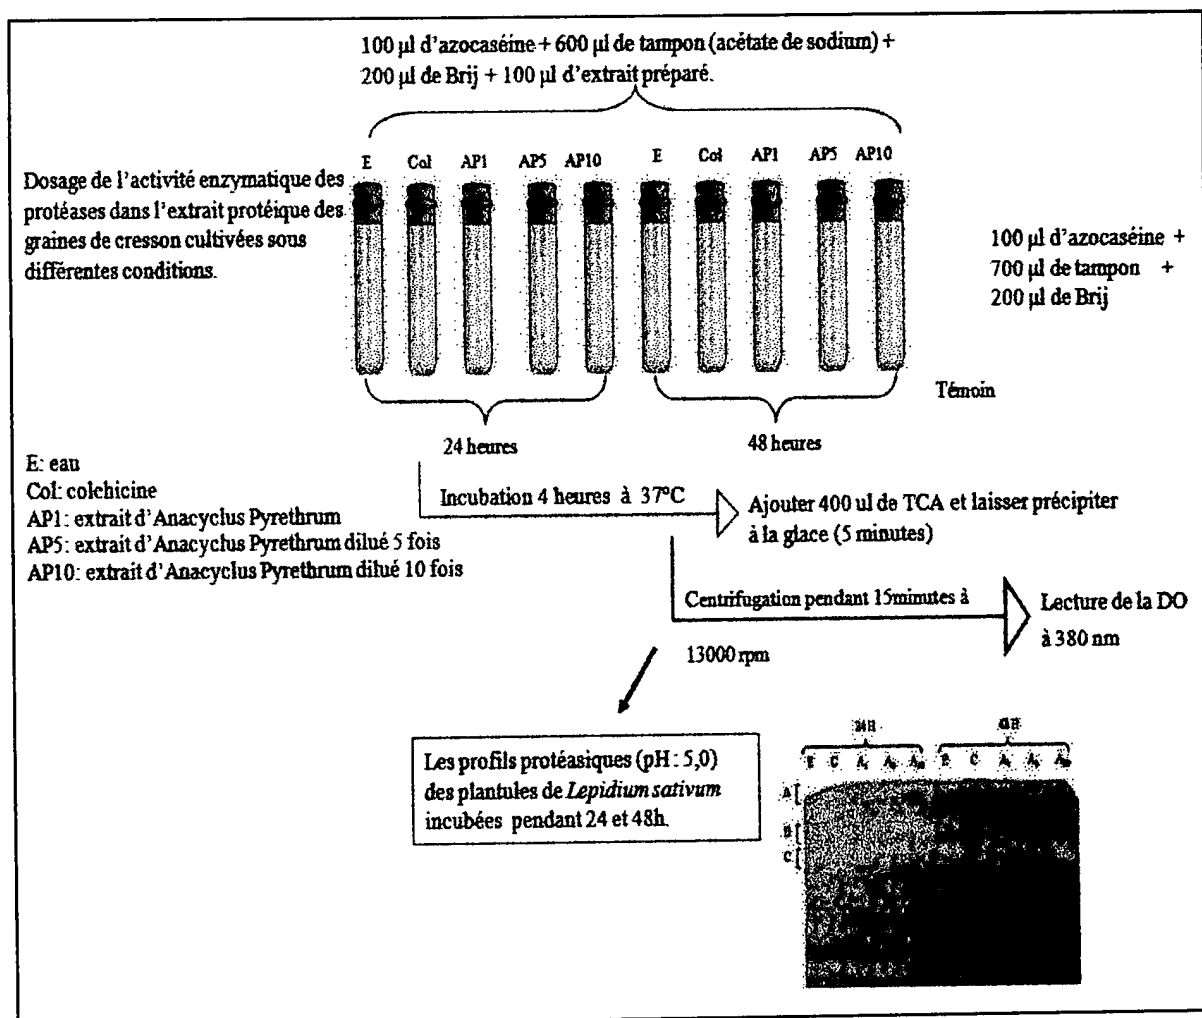 100 µl d’azocaséine + 600 µl de tampon (acétate de sodium) +
200 µl de Brij + 100 µl d’extrait préparé.
E Col AP1 AP5 AP10 E Col AP1 AP5 AP10
Dosage de l’activité enzymatique des
protéases dans l’extrait protéique des
graines de cresson cultivées sous
différentes conditions.
100 µl d’azocaséine +
700 µl de tampon +
200 µl de Brij
Témoin
24 heures
48 heures
E: eau
Col: colchicine
AP1: extrait d’Anacyclus Pyrethrum
AP5: extrait d’Anacyclus Pyrethrum dilué 5 fois
AP10: extrait d’Anacyclus Pyrethrum dilué 10 fois
Incubation 4 heures à 37°C
Ajouter 400 ul de TCA et laisser précipiter
à la glace (5 minutes)
Centrifugation pendant 15mimutes à
13000 rpm
Lecture de la DO
à 380 nm
Les profils protéasiques (pH : 5,0)
des plantules de Lepidium sativum
incubées pendant 24 et 48h.
24H
E C
A
B
C